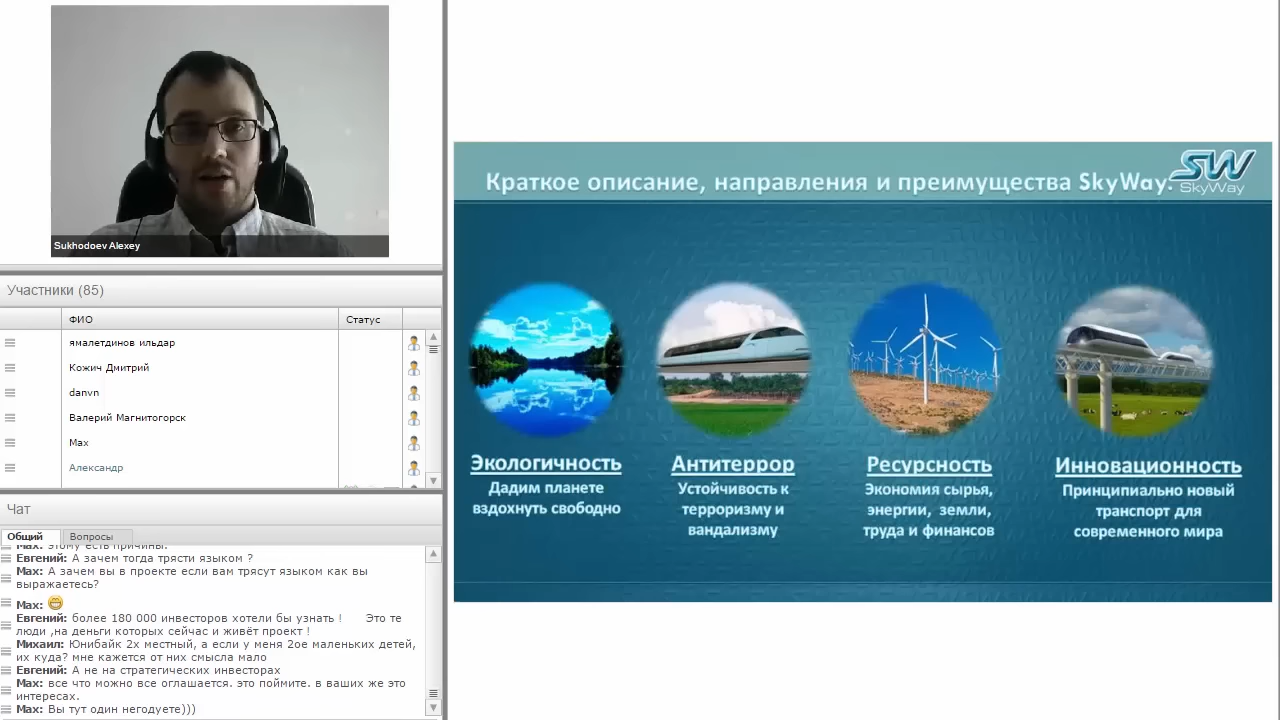 Sukhodoev Alexey
Участники (85)
ФИО
Статус
ямалетдинов ильдар
Кожич Дмитрий
danvn
Валерий Магнитогорск
Max
Александр
Чат
Общий
Вопросы
Max: этому есть причины.
Евгений: А зачем тогда трясти языком ?
Max: А зачем вы в проекте если вам трясут языком как вы
выражаетесь?
Max:
Евгений: более 180 000 инвесторов хотели бы узнать ! Это те
люди ,на деньги которых сейчас и живёт проект !
Михаил: Юнибайк 2х местный, а если у меня 2ое маленьких детей,
их куда? мне кажется от них смысла мало
Евгений: А не на стратегических инвесторах
Max: все что можно все оглашается. это поймите. в ваших же это
интересах.
Max: Вы тут один негодуете)))
Краткое описание, направления и преимущества SkyWay.
SW
SkyWay
Экологичность
Дадим планете
вздохнуть свободно
Антитеррор
Устойчивость к
терроризму и
вандализму
Ресурсность
Экономия сырья,
энергии, земли,
труда и финансов
Инновационность
Принципиально новый
транспорт для
современного мира